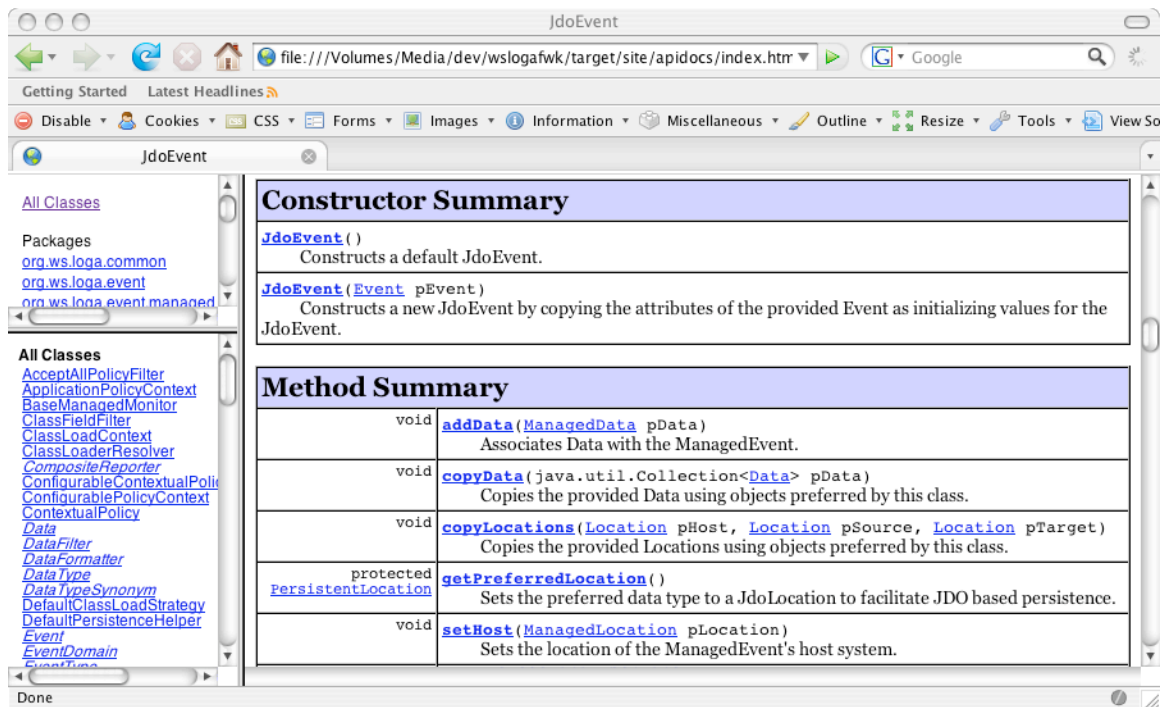 JdoEvent
file:///Volumes/Media/dev/wslogafwk/target/site/apidocs/index.htm
Google
Getting Started Latest Headlines
Disable CSS Cookies CSS Forms Images Information Miscellaneous Outline Resize Tools View So
JdoEvent
All Classes
Packages
org.ws.loga.common
org.ws.loga.event
org.ws.loga.event.managed
All Classes
AcceptAllPolicyFilter
ApplicationPolicyContext
BaseManagedMonitor
ClassFieldFilter
ClassLoadContext
ClassLoaderResolver
CompositeReporter
ConfigurableContextualPolic
ConfigurablePolicyContext
ContextualPolicy
Data
DataFilter
DataFormatter
DataType
DataTypeSynonym
DefaultClassLoadStrategy
DefaultPersistenceHelper
Event
EventDomain
EventType
Constructor Summary
JdoEvent()
Constructs a default JdoEvent.
JdoEvent(Event pEvent)
Constructs a new JdoEvent by copying the attributes of the provided Event as initializing values for the
JdoEvent.
Method Summary
void addData(ManagedData pData)
Associates Data with the ManagedEvent.
void copyData(java.util.Collection<Data> pData)
Copies the provided Data using objects preferred by this class.
void copyLocations(Location pHost, Location pSource, Location pTarget)
Copies the provided Locations using objects preferred by this class.
protected getPreferredLocation()
PersistentLocation Sets the preferred data type to a JdoLocation to facilitate JDO based persistence.
void setHost(ManagedLocation pLocation)
Sets the location of the ManagedEvent's host system.
Done